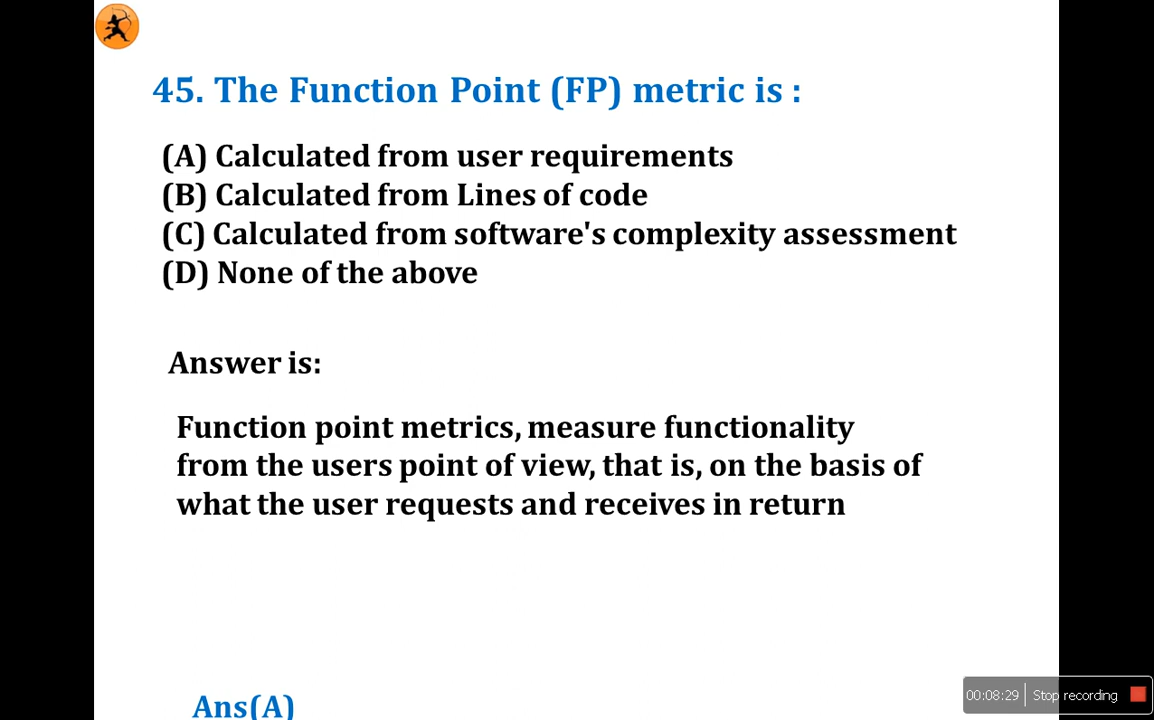 45. The Function Point (FP) metric is :
(A) Calculated from user requirements
(B) Calculated from Lines of code
(C) Calculated from software's complexity assessment
(D) None of the above
Answer is:
Function point metrics, measure functionality
from the users point of view, that is, on the basis of
what the user requests and receives in return
Ans(A)
00:08:29 Stop recording